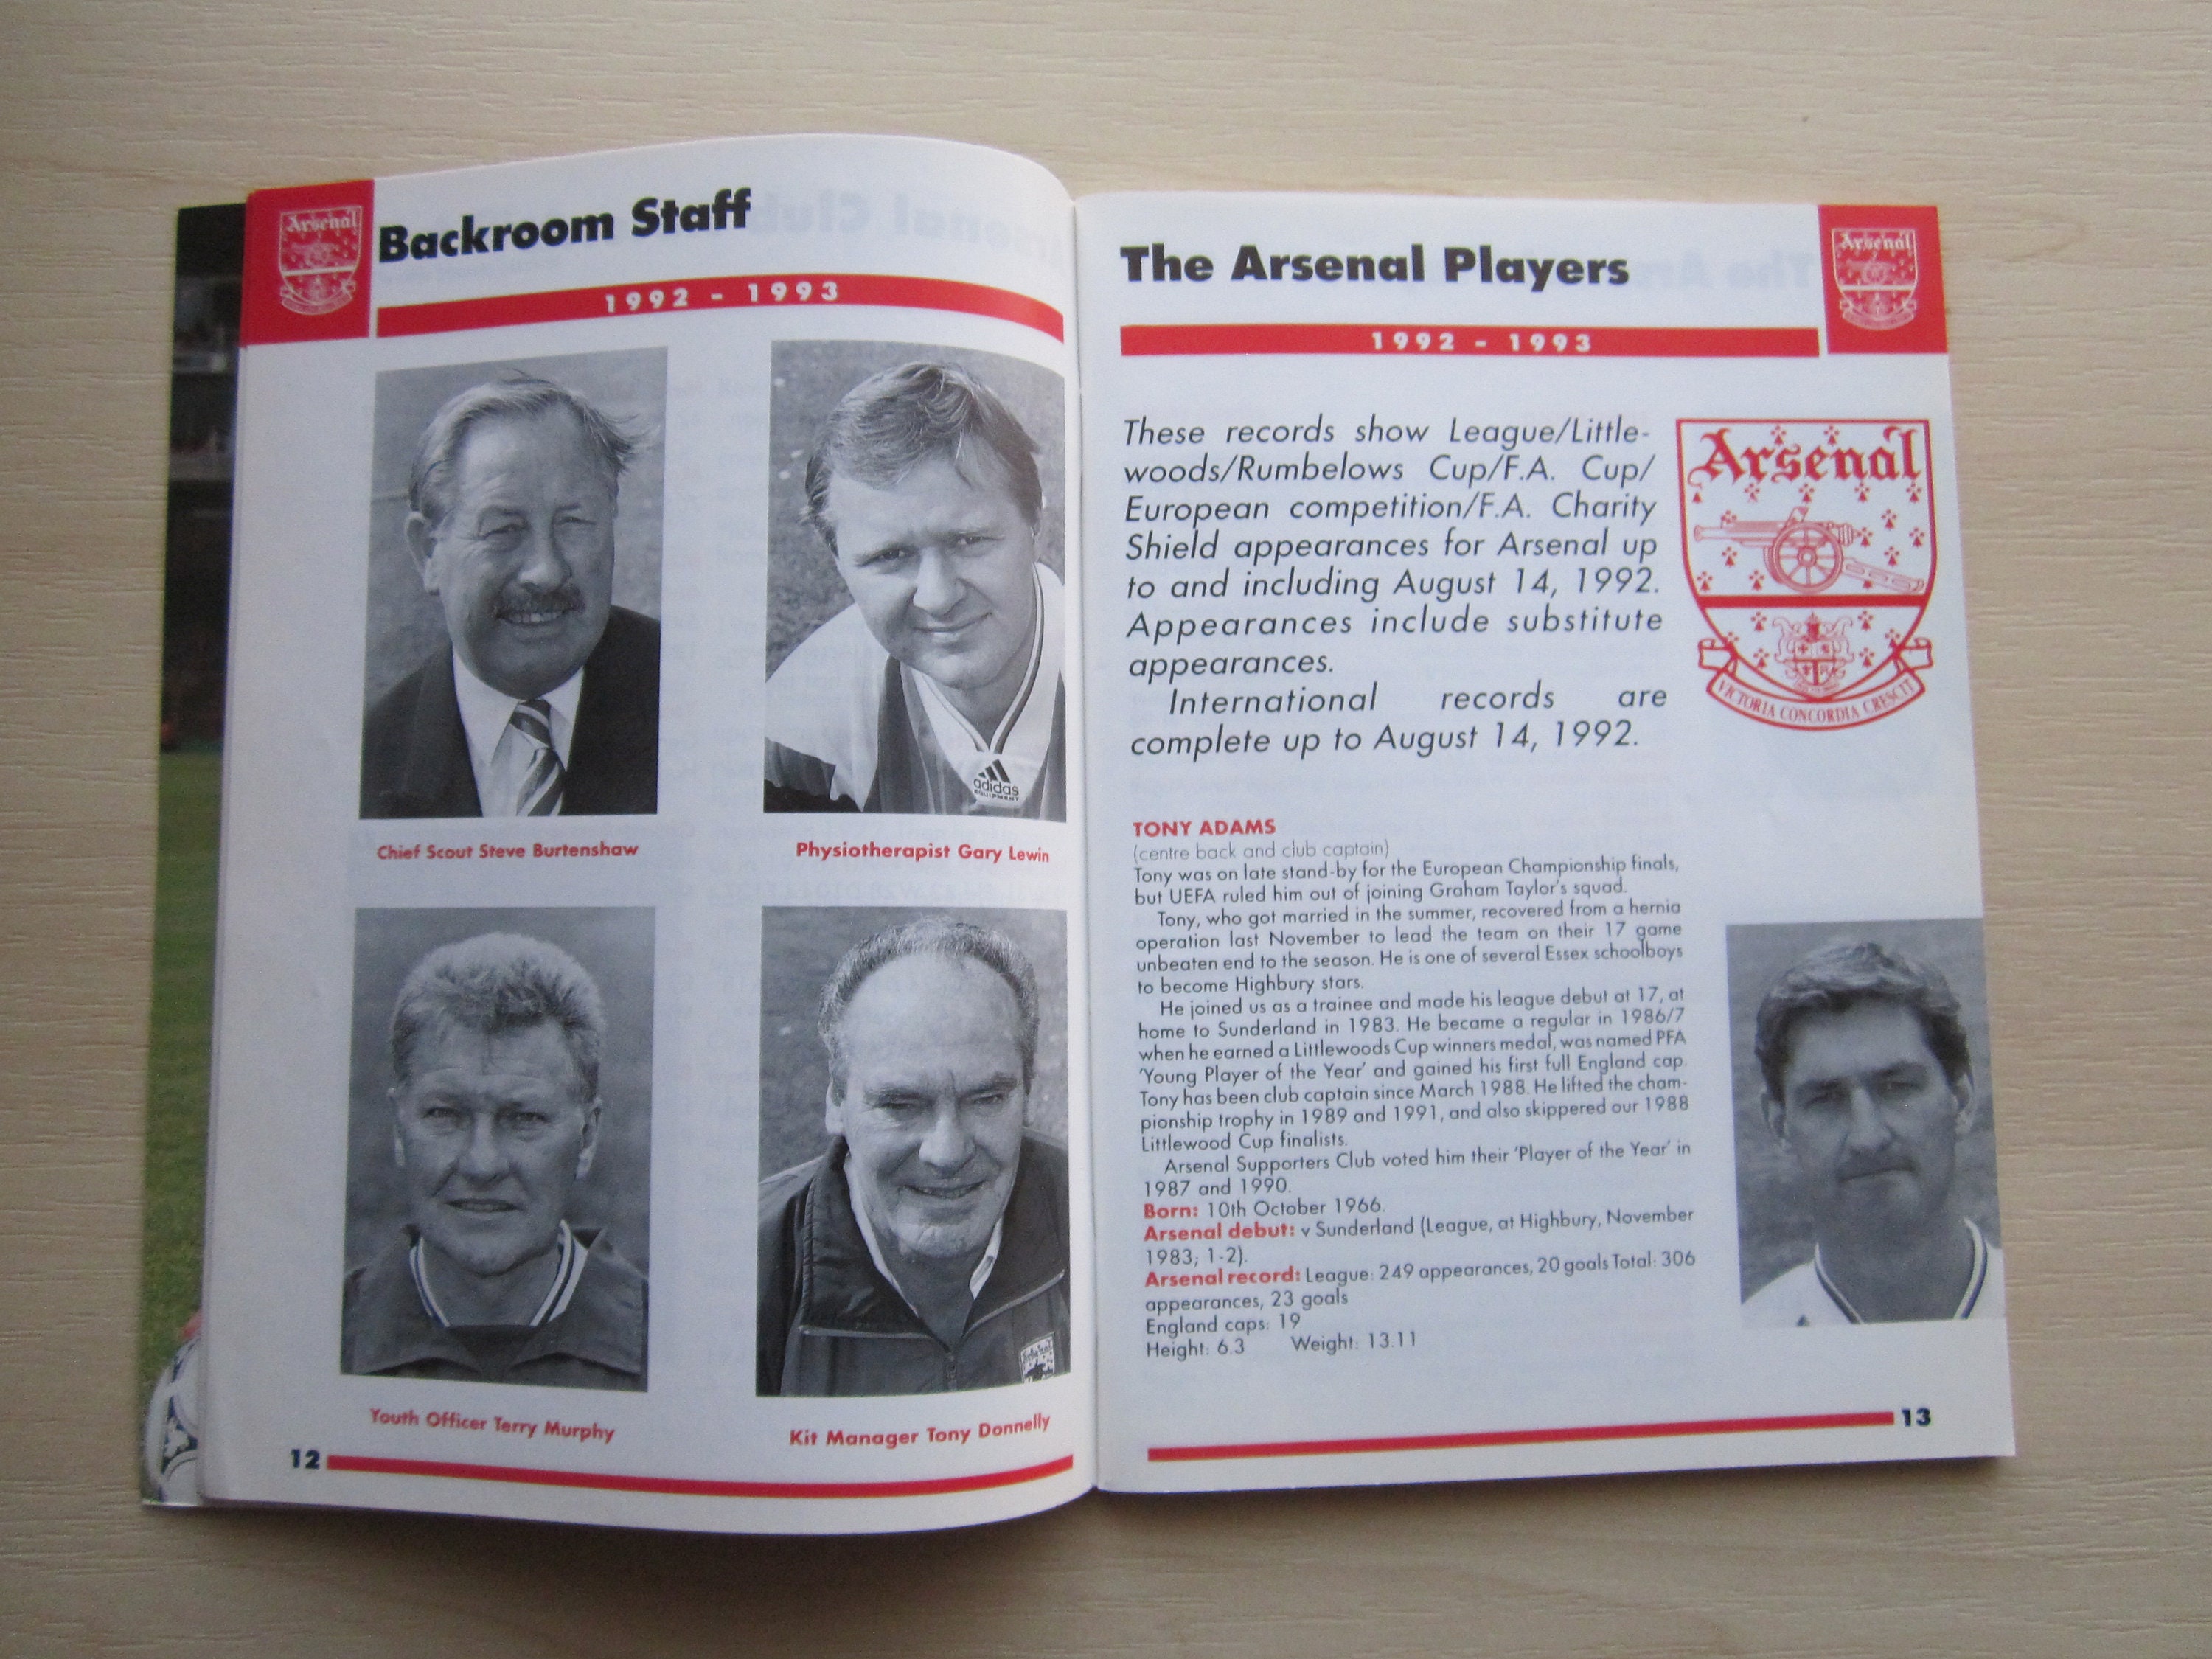 Arsenal
Backroom Staff
1992 - 1993
adidas
EQUIPMENT
Chief Scout Steve Burtenshaw
Physiotherapist Gary Lewin
Youth Officer Terry Murphy
Kit Manager Tony Donnelly
12
The Arsenal Players
Arsenal
1992 - 1993
These records show League/Little-
woods/Rumbelows Cup/F.A. Cup/
European competition/F.A. Charity
Shield appearances for Arsenal up
to and including August 14, 1992.
Appearances include substitute
appearances.
International records are
complete up to August 14, 1992.
Arsenal
VICTORIA CONCORDIA CRESCIT
TONY ADAMS
(centre back and club captain)
Tony was on late stand-by for the European Championship finals,
but UEFA ruled him out of joining Graham Taylor's squad.
Tony, who got married in the summer, recovered from a hernia
operation last November to lead the team on their 17 game
unbeaten end to the season. He is one of several Essex schoolboys
to become Highbury stars.
He joined us as a trainee and made his league debut at 17, at
home to Sunderland in 1983. He became a regular in 1986/7
when he earned a Littlewoods Cup winners medal, was named PFA
'Young Player of the Year' and gained his first full England cap.
Tony has been club captain since March 1988. He lifted the cham-
pionship trophy in 1989 and 1991, and also skippered our 1988
Littlewood Cup finalists.
Arsenal Supporters Club voted him their 'Player of the Year' in
1987 and 1990.
Born: 10th October 1966.
Arsenal debut: v Sunderland (League, at Highbury, November
1983; 1-2).
Arsenal record: League: 249 appearances, 20 goals Total: 306
appearances, 23 goals
England caps: 19
Height: 6.3 Weight: 13.11
13